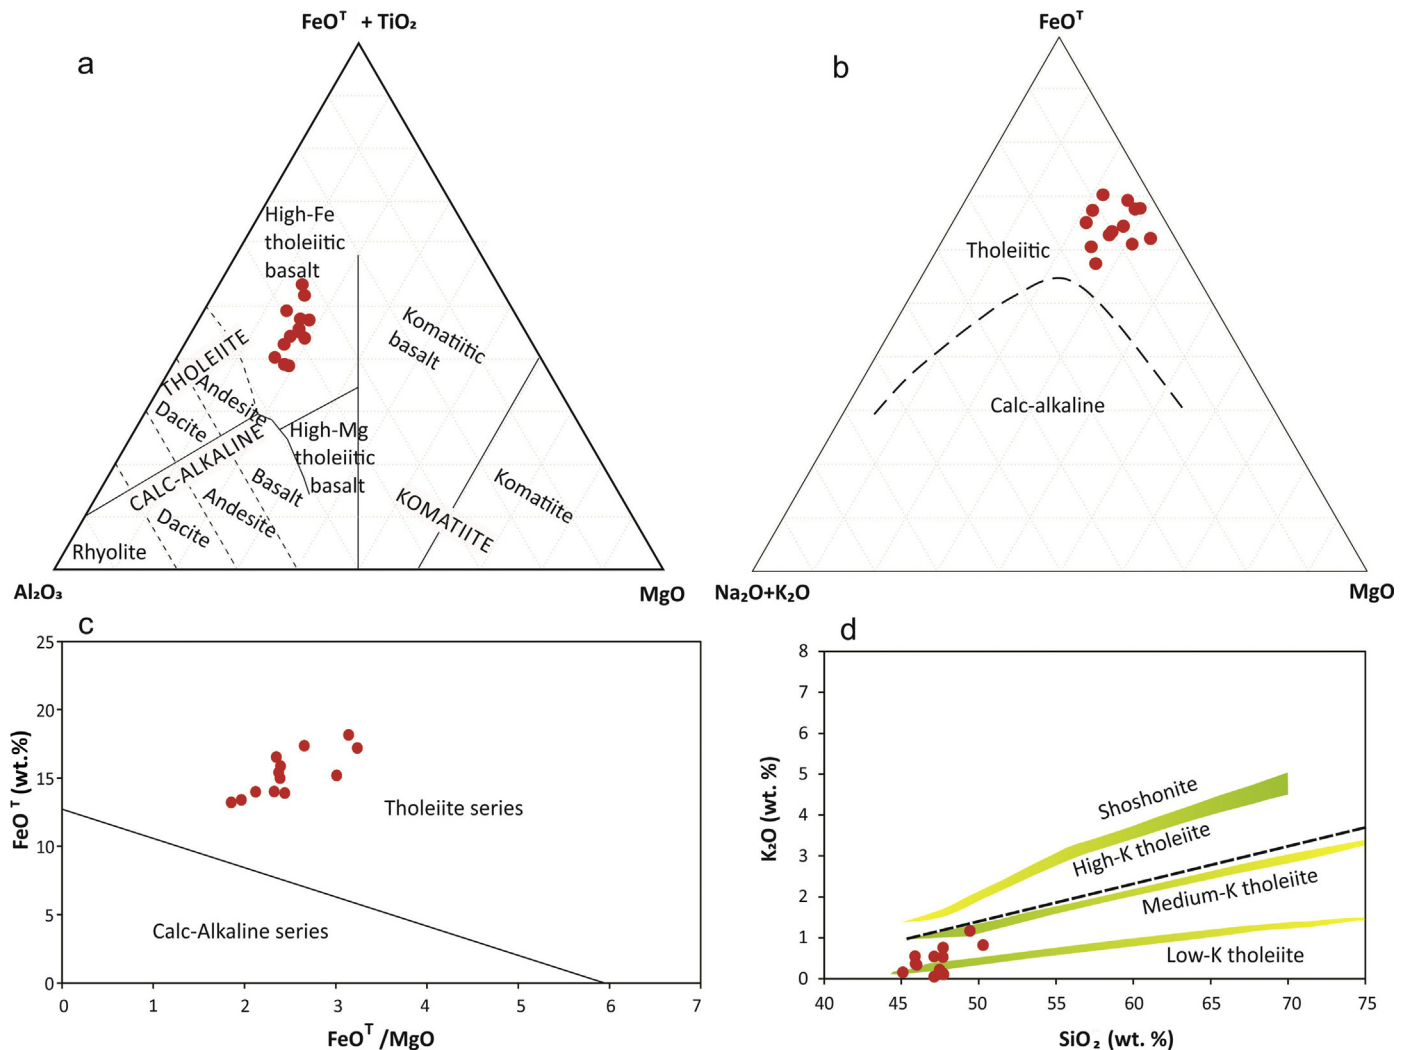 FeOᵀ + TiO₂
a
High-Fe
tholeiitic
basalt
Komatiitic
basalt
THOLEIITE
Andesite
Dacite
CALC-ALKALINE
High-Mg
tholeiitic
basalt
Basalt
Andesite
Dacite
Rhyolite
KOMATIITE
Komatiite
Al₂O₃
MgO
FeOᵀ
b
Tholeiitic
Calc-alkaline
Na₂O+K₂O
MgO
c
25
20
15
10
5
0
FeOᵀ (wt.%)
Tholeiite series
Calc-Alkaline series
0 1 2 3 4 5 6 7
FeOᵀ /MgO
d
8
7
6
5
4
3
2
1
0
K₂O (wt. %)
Shoshonite
High-K tholeiite
Medium-K tholeiite
Low-K tholeiite
40 45 50 55 60 65 70 75
SiO₂ (wt. %)